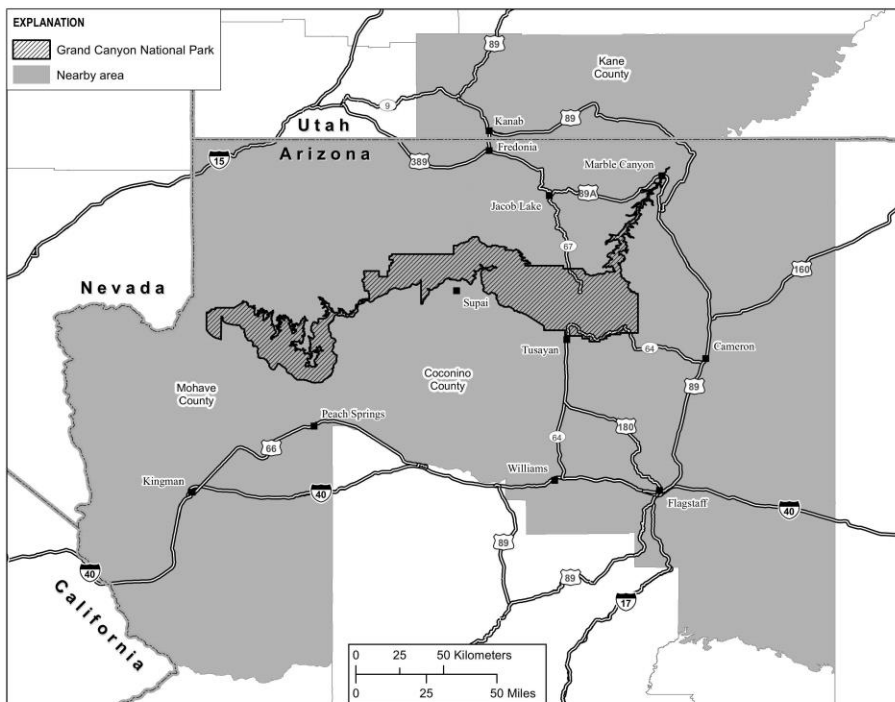 EXPLANATION
Grand Canyon National Park
Nearby area
89
Kane
County
9
Kanab
89
Utah
Arizona
Fredonia
15
389
Marble Canyon
89A
Jacob Lake
67
160
Nevada
Supai
Tusayan
64
Cameron
Coconino
County
Mohave
County
89
Peach Springs
180
66
64
Williams
Kingman
40
Flagstaff
40
89
40
89
17
California
0 25 50 Kilometers
0 25 50 Miles